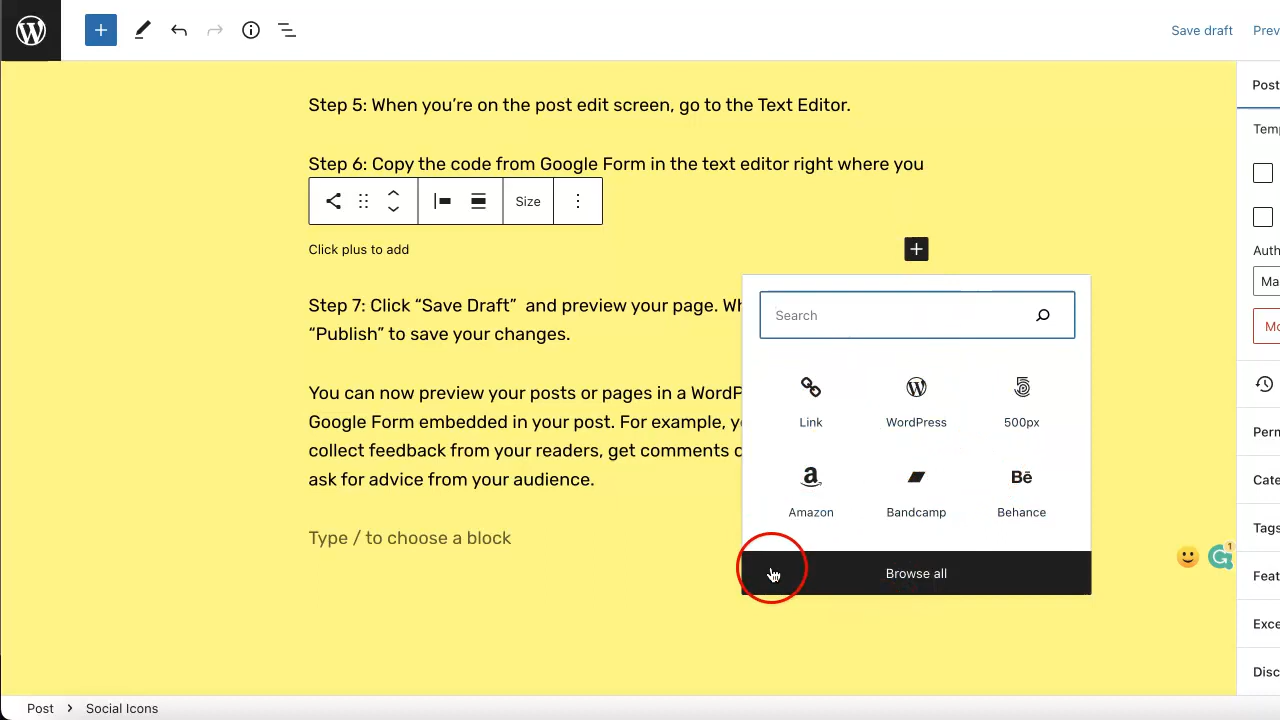 Save draft
Prev
Step 5: When you’re on the post edit screen, go to the Text Editor.
Post
Temp
Step 6: Copy the code from Google Form in the text editor right where you
Size
Click plus to add
Auth
Ma
Search
Step 7: Click “Save Draft”  and preview your page. Wh
“Publish” to save your changes.
Mo
Link
WordPress
500px
You can now preview your posts or pages in a WordP
Google Form embedded in your post. For example, yo
collect feedback from your readers, get comments o
ask for advice from your audience.
Perm
Cate
Amazon
Bandcamp
Behance
Tags
Type / to choose a block
1
Browse all
Feat
Exce
Disc
Post
Social Icons